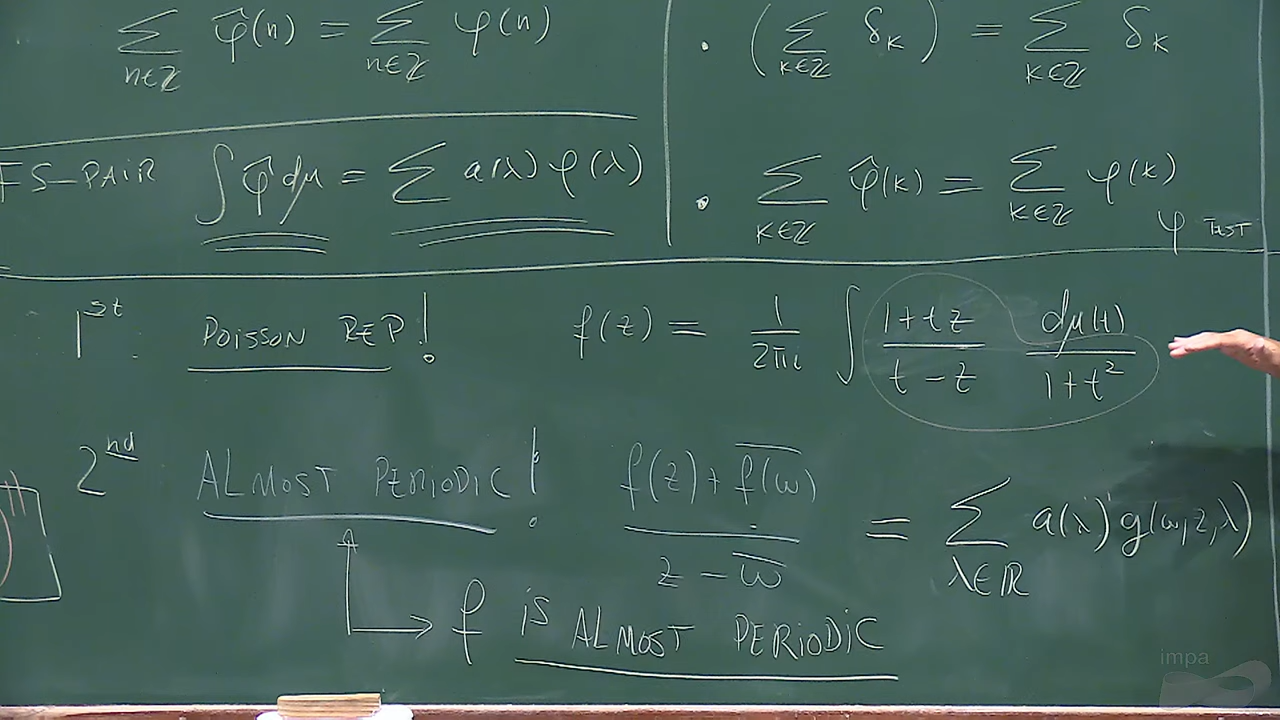 ∑_{n∈ℤ} φ̂(n) = ∑_{n∈ℤ} φ(n)
FS-PAIR ∫ φ̂ dμ = ∑ a(λ) φ(λ)
• (∑_{k∈ℤ} δ_k)^ = ∑_{k∈ℤ} δ_k
• ∑_{k∈ℤ} φ̂(k) = ∑_{k∈ℤ} φ(k)
φ TEST
1st. POISSON REP! f(z) = 1/(2πi) ∫ (1+tz)/(t-z) dμ(t)/(1+t²)
2nd ALMOST PERIODIC! (f(z) + \overline{f(ω)})/(z - \overline{ω}) = ∑_{λ∈ℝ} a(λ) g(ω,z,λ)
f is ALMOST PERIODIC
impa